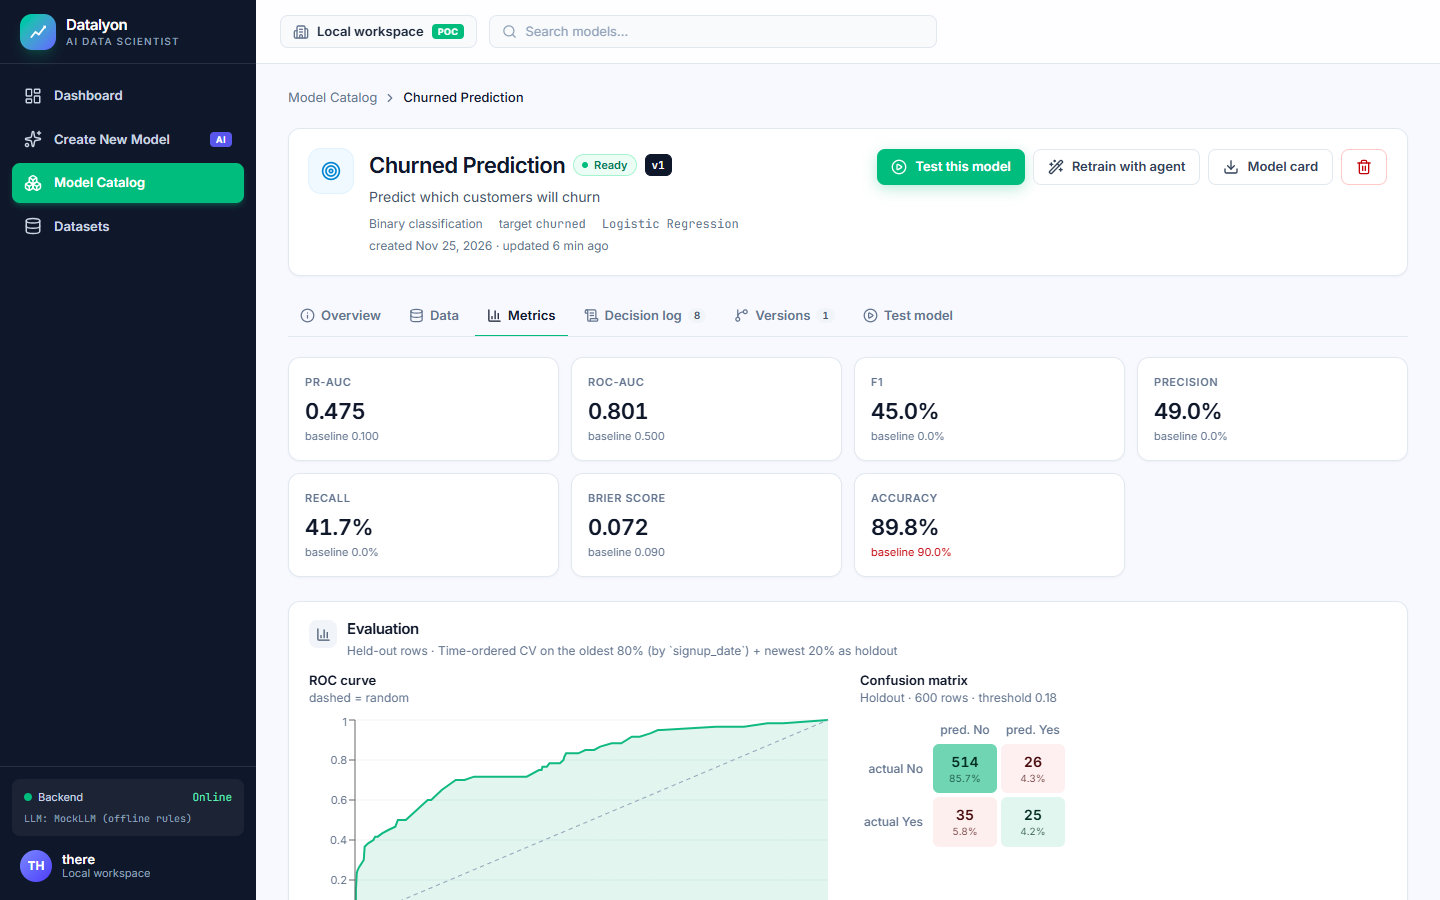 Datalyon
AI DATA SCIENTIST
Dashboard
Create New Model AI
Model Catalog
Datasets
Backend Online
LLM: MockLLM (offline rules)
TH
there
Local workspace
Local workspace POC
Search models...
Model Catalog > Churned Prediction
Churned Prediction Ready v1
Predict which customers will churn
Binary classification target churned Logistic Regression
created Nov 25, 2026 · updated 6 min ago
Test this model
Retrain with agent
Model card
Overview Data Metrics Decision log 8 Versions 1 Test model
PR-AUC
0.475
baseline 0.100
ROC-AUC
0.801
baseline 0.500
F1
45.0%
baseline 0.0%
PRECISION
49.0%
baseline 0.0%
RECALL
41.7%
baseline 0.0%
BRIER SCORE
0.072
baseline 0.090
ACCURACY
89.8%
baseline 90.0%
Evaluation
Held-out rows · Time-ordered CV on the oldest 80% (by `signup_date`) + newest 20% as holdout
ROC curve
dashed = random
1
0.8
0.6
0.4
0.2
Confusion matrix
Holdout · 600 rows · threshold 0.18
pred. No pred. Yes
actual No
514
85.7%
26
4.3%
actual Yes
35
5.8%
25
4.2%